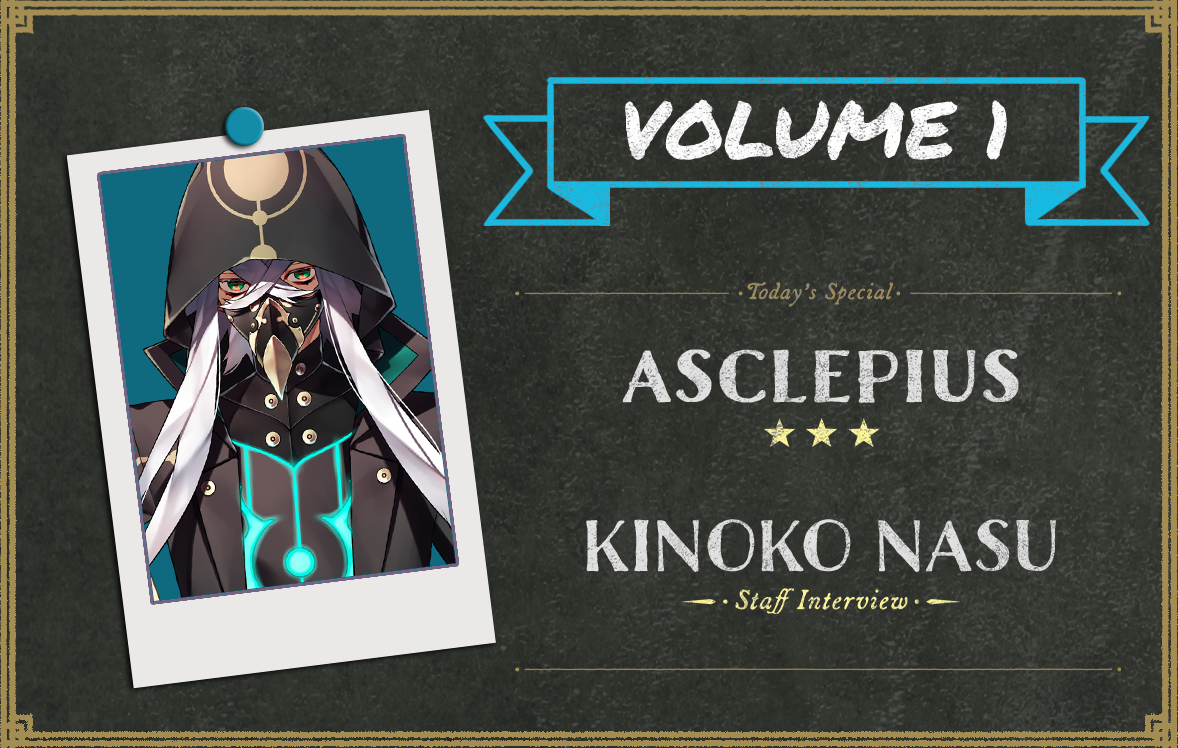 VOLUME 1
Today's Special
ASCLEPIUS
KINOKO NASU
Staff Interview